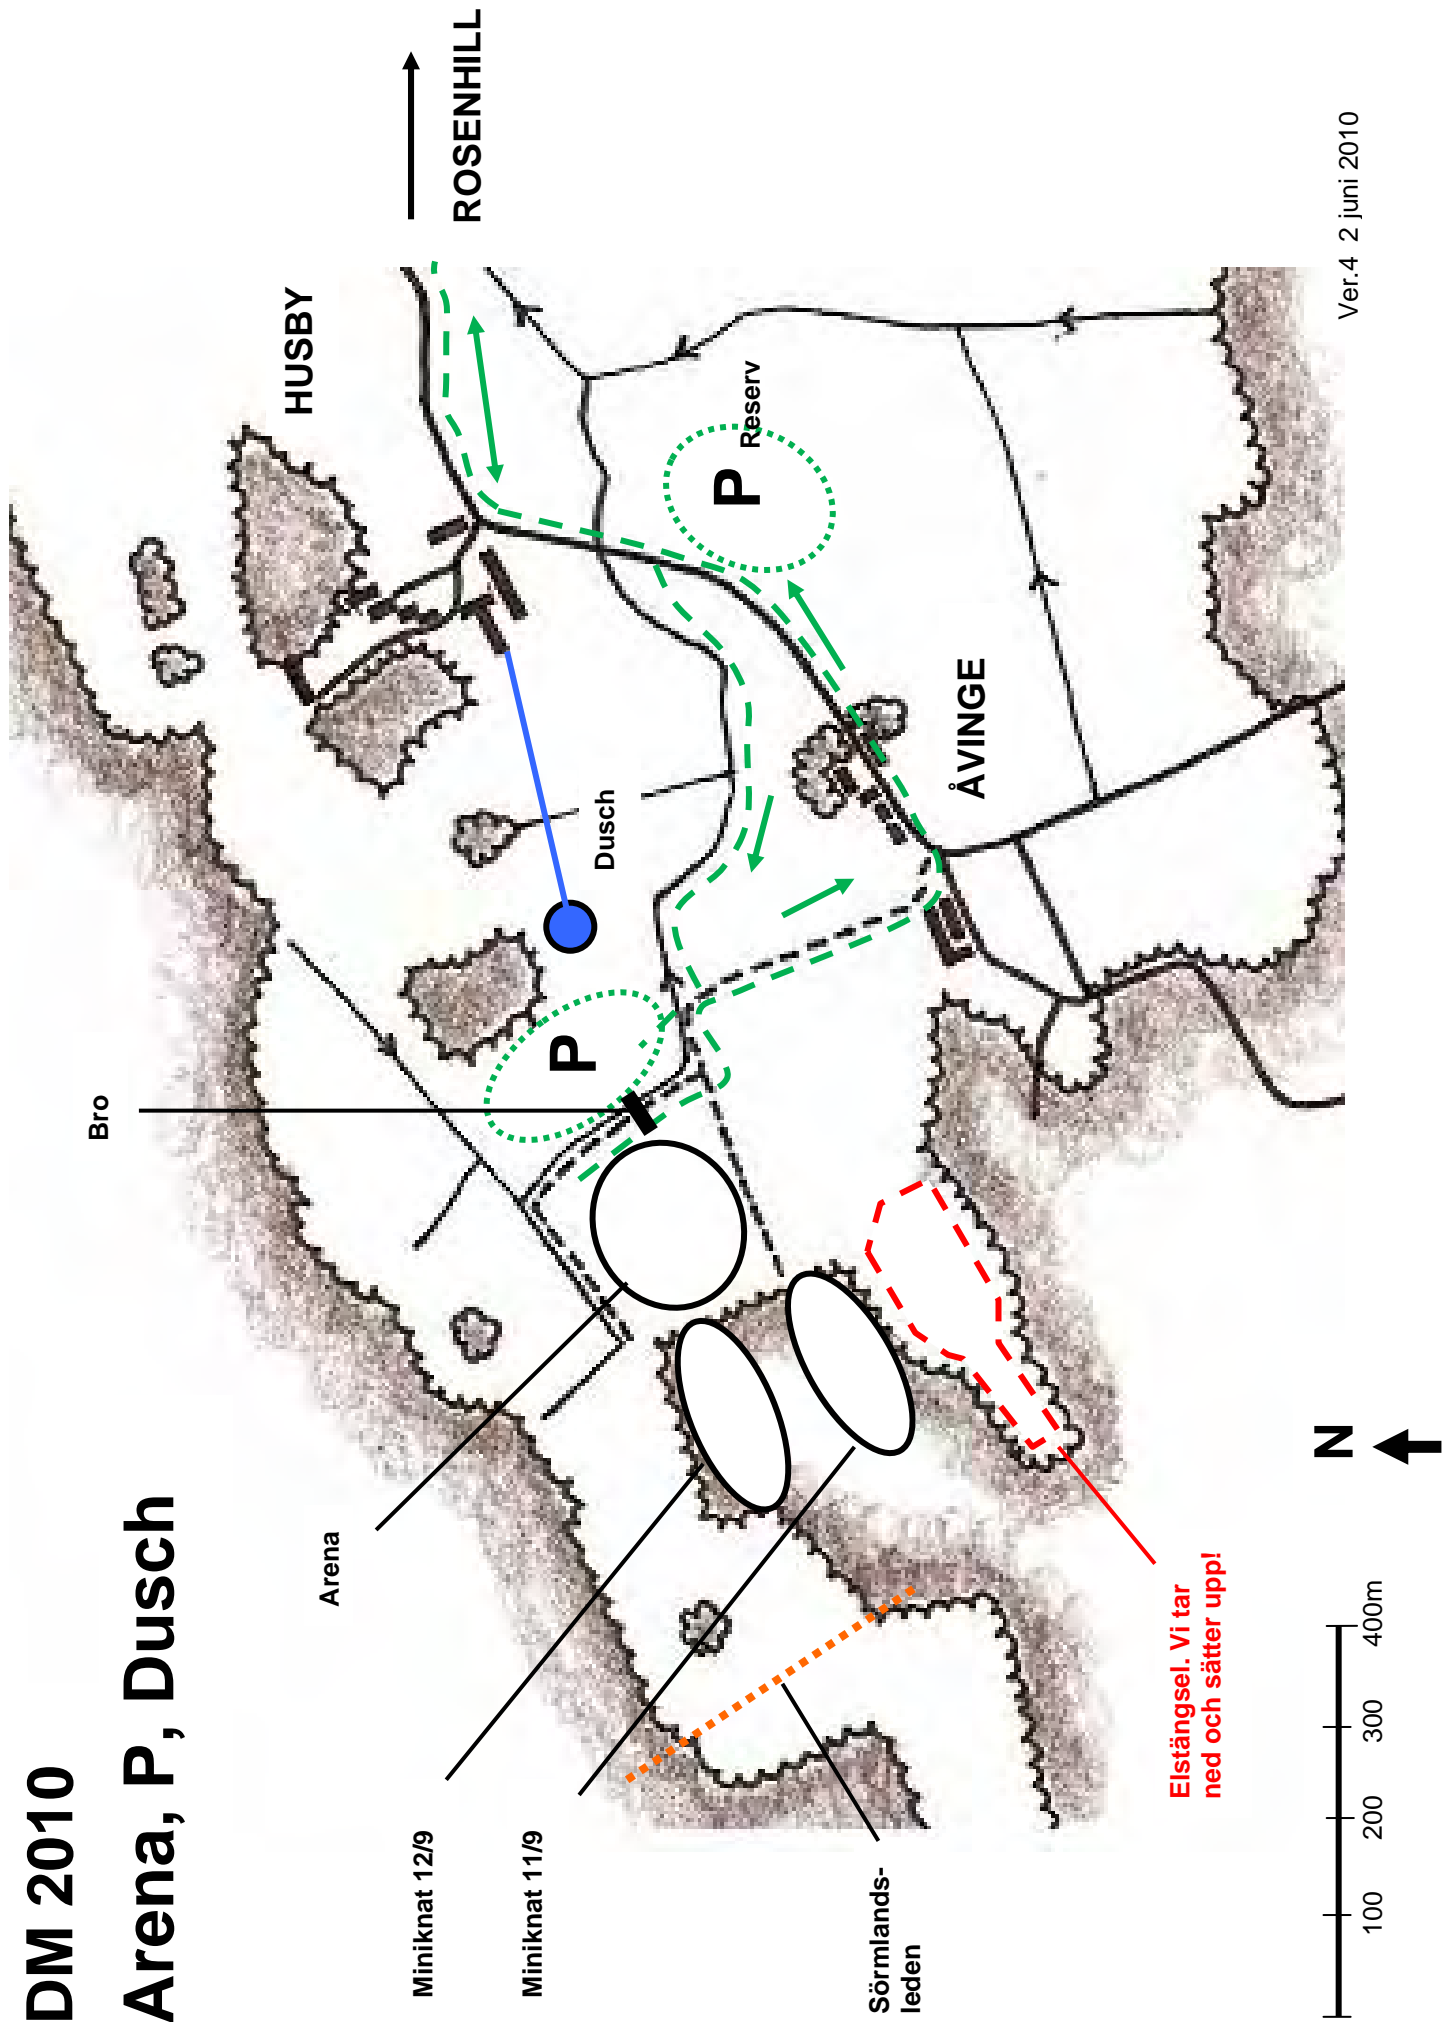 DM 2010
Arena, P, Dusch
ROSENHILL
HUSBY
Bro
Arena
P
Dusch
P
Reserv
ÅVINGE
Miniknat 12/9
Miniknat 11/9
Sörmlands-
leden
Elstängsel. Vi tar
ned och sätter upp!
N
100 200 300 400m
Ver.4 2 juni 2010